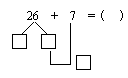 26 + 7 = ( )